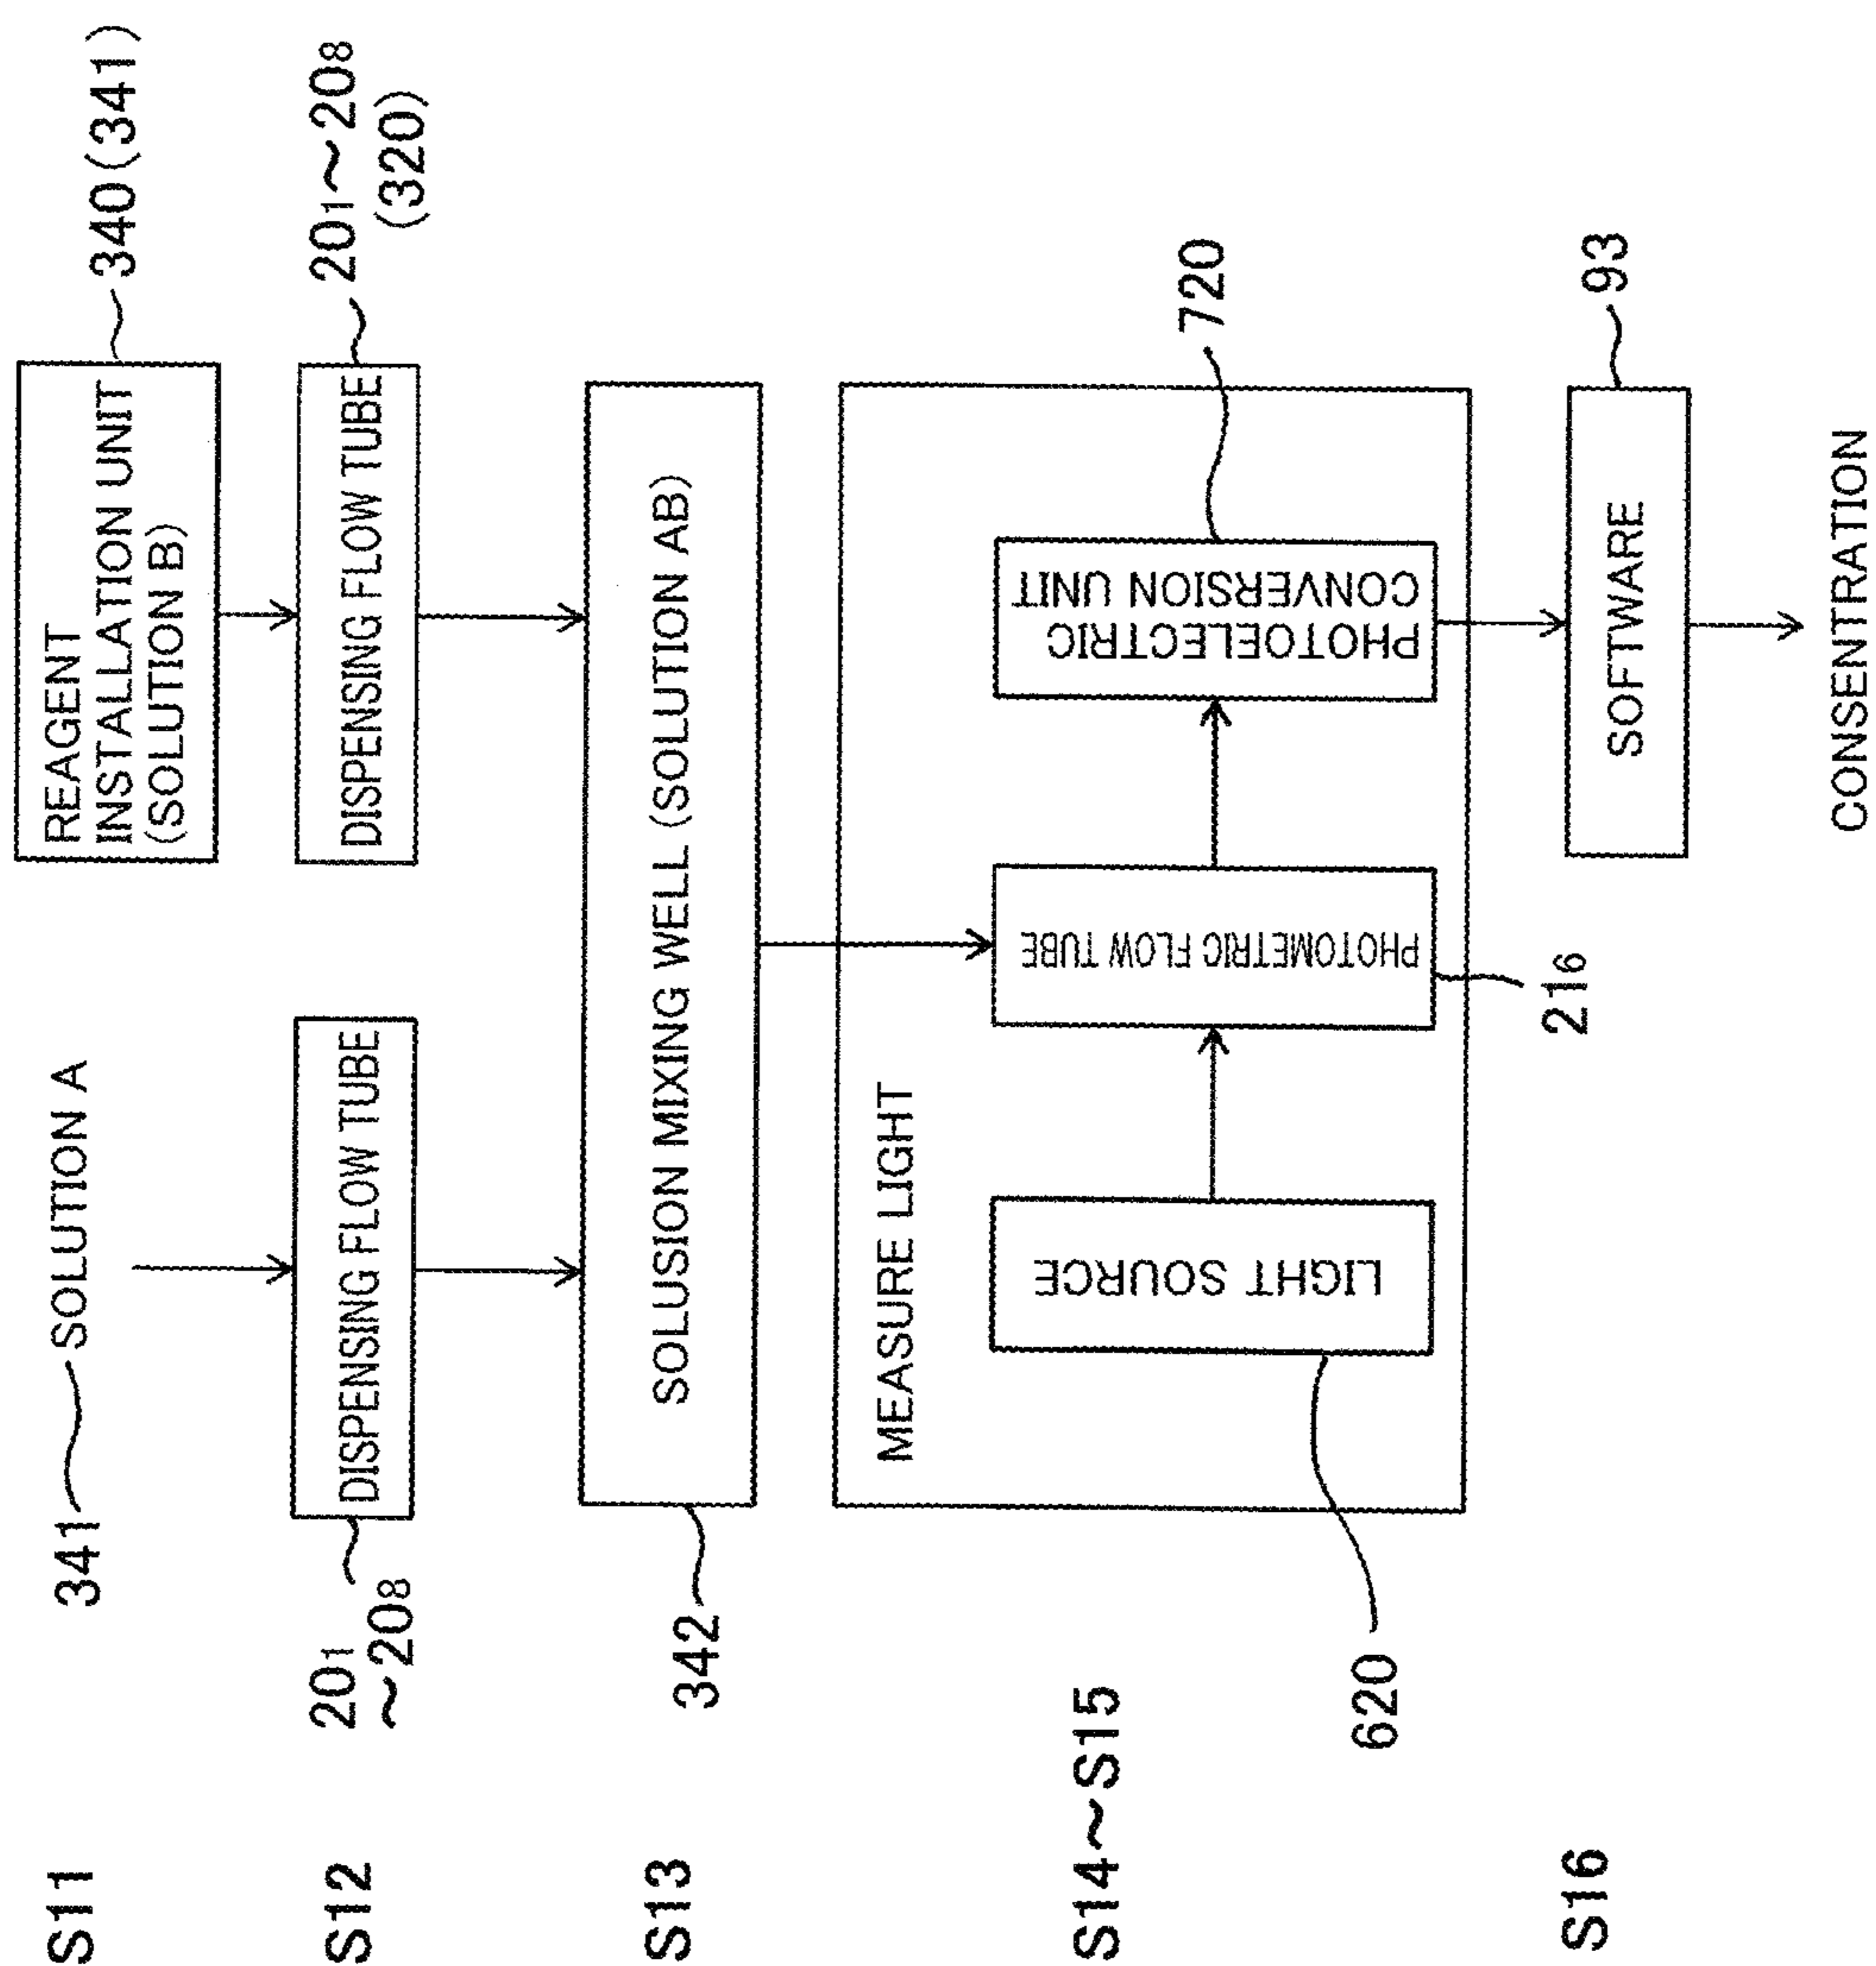 S11
341
SOLUTION A
REAGENT
INSTALLATION UNIT
(SOLUTION B)
340(341)
S12
20₁
~20₈
DISPENSING FLOW TUBE
DISPENSING FLOW TUBE
20₁~20₈
(320)
S13
342
SOLUSION MIXING WELL (SOLUTION AB)
S14~S15
MEASURE LIGHT
620
LIGHT SOURCE
PHOTOMETRIC FLOW TUBE
21₆
PHOTOELECTRIC
CONVERSION UNIT
720
S16
SOFTWARE
93
CONSENTRATION